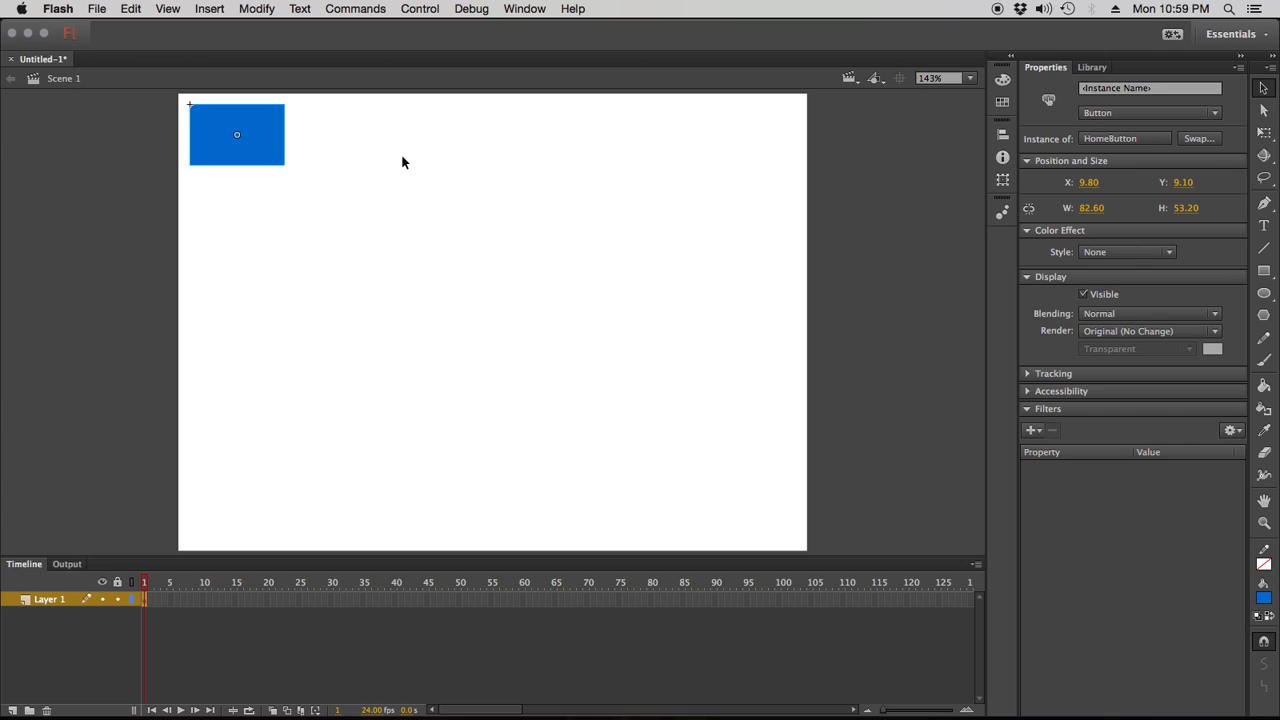 Flash File Edit View Insert Modify Text Commands Control Debug Window Help Mon 10:59 PM
Fl Essentials
× Untitled-1*
Scene 1 143%
Properties Library
<Instance Name>
Button
Instance of: HomeButton Swap...
Position and Size
X: 9.80 Y: 9.10
W: 82.60 H: 53.20
Color Effect
Style: None
Display
Visible
Blending: Normal
Render: Original (No Change)
Transparent
Tracking
Accessibility
Filters
Property Value
Timeline Output
1 5 10 15 20 25 30 35 40 45 50 55 60 65 70 75 80 85 90 95 100 105 110 115 120 125 1
Layer 1
1 24.00 fps 0.0 s